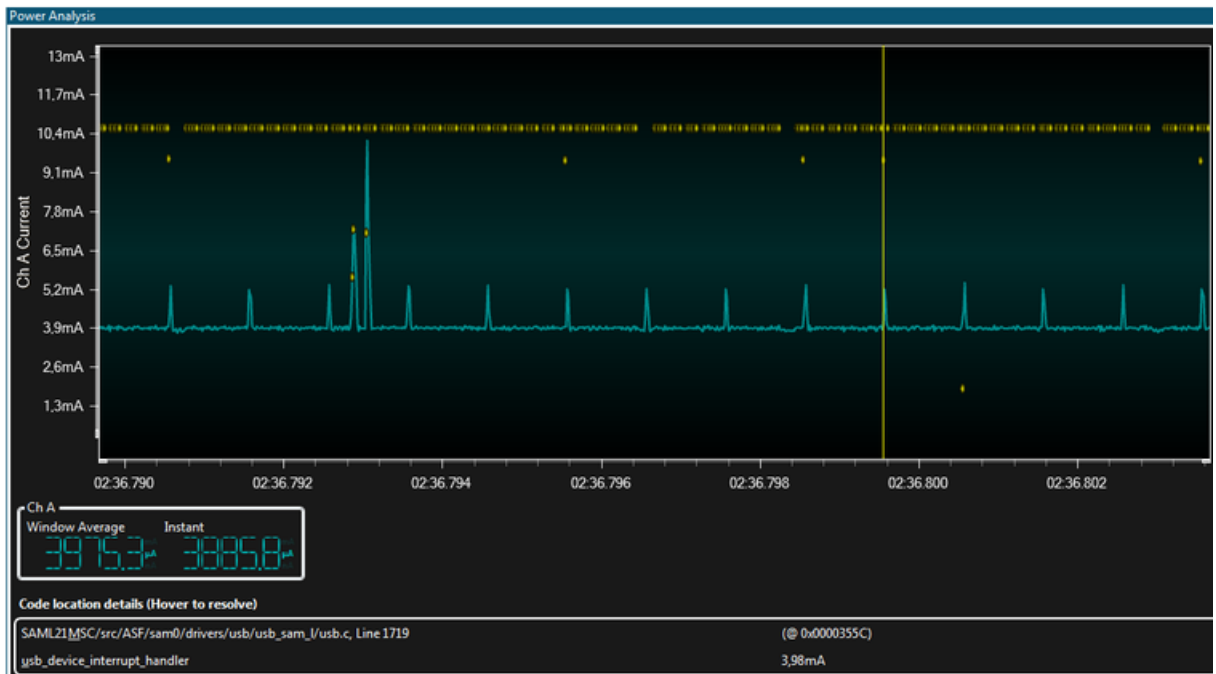 Power Analysis
13mA
11,7mA
10,4mA
9,1mA
7,8mA
6,5mA
5,2mA
3,9mA
2,6mA
1,3mA
Ch A Current
02:36.790 02:36.792 02:36.794 02:36.796 02:36.798 02:36.800 02:36.802
Ch A
Window Average Instant
3975.3 µA 3885.8 µA
Code location details (Hover to resolve)
SAML21MSC/src/ASF/sam0/drivers/usb/usb_sam_l/usb.c, Line 1719 (@ 0x0000355C)
usb_device_interrupt_handler 3,98mA